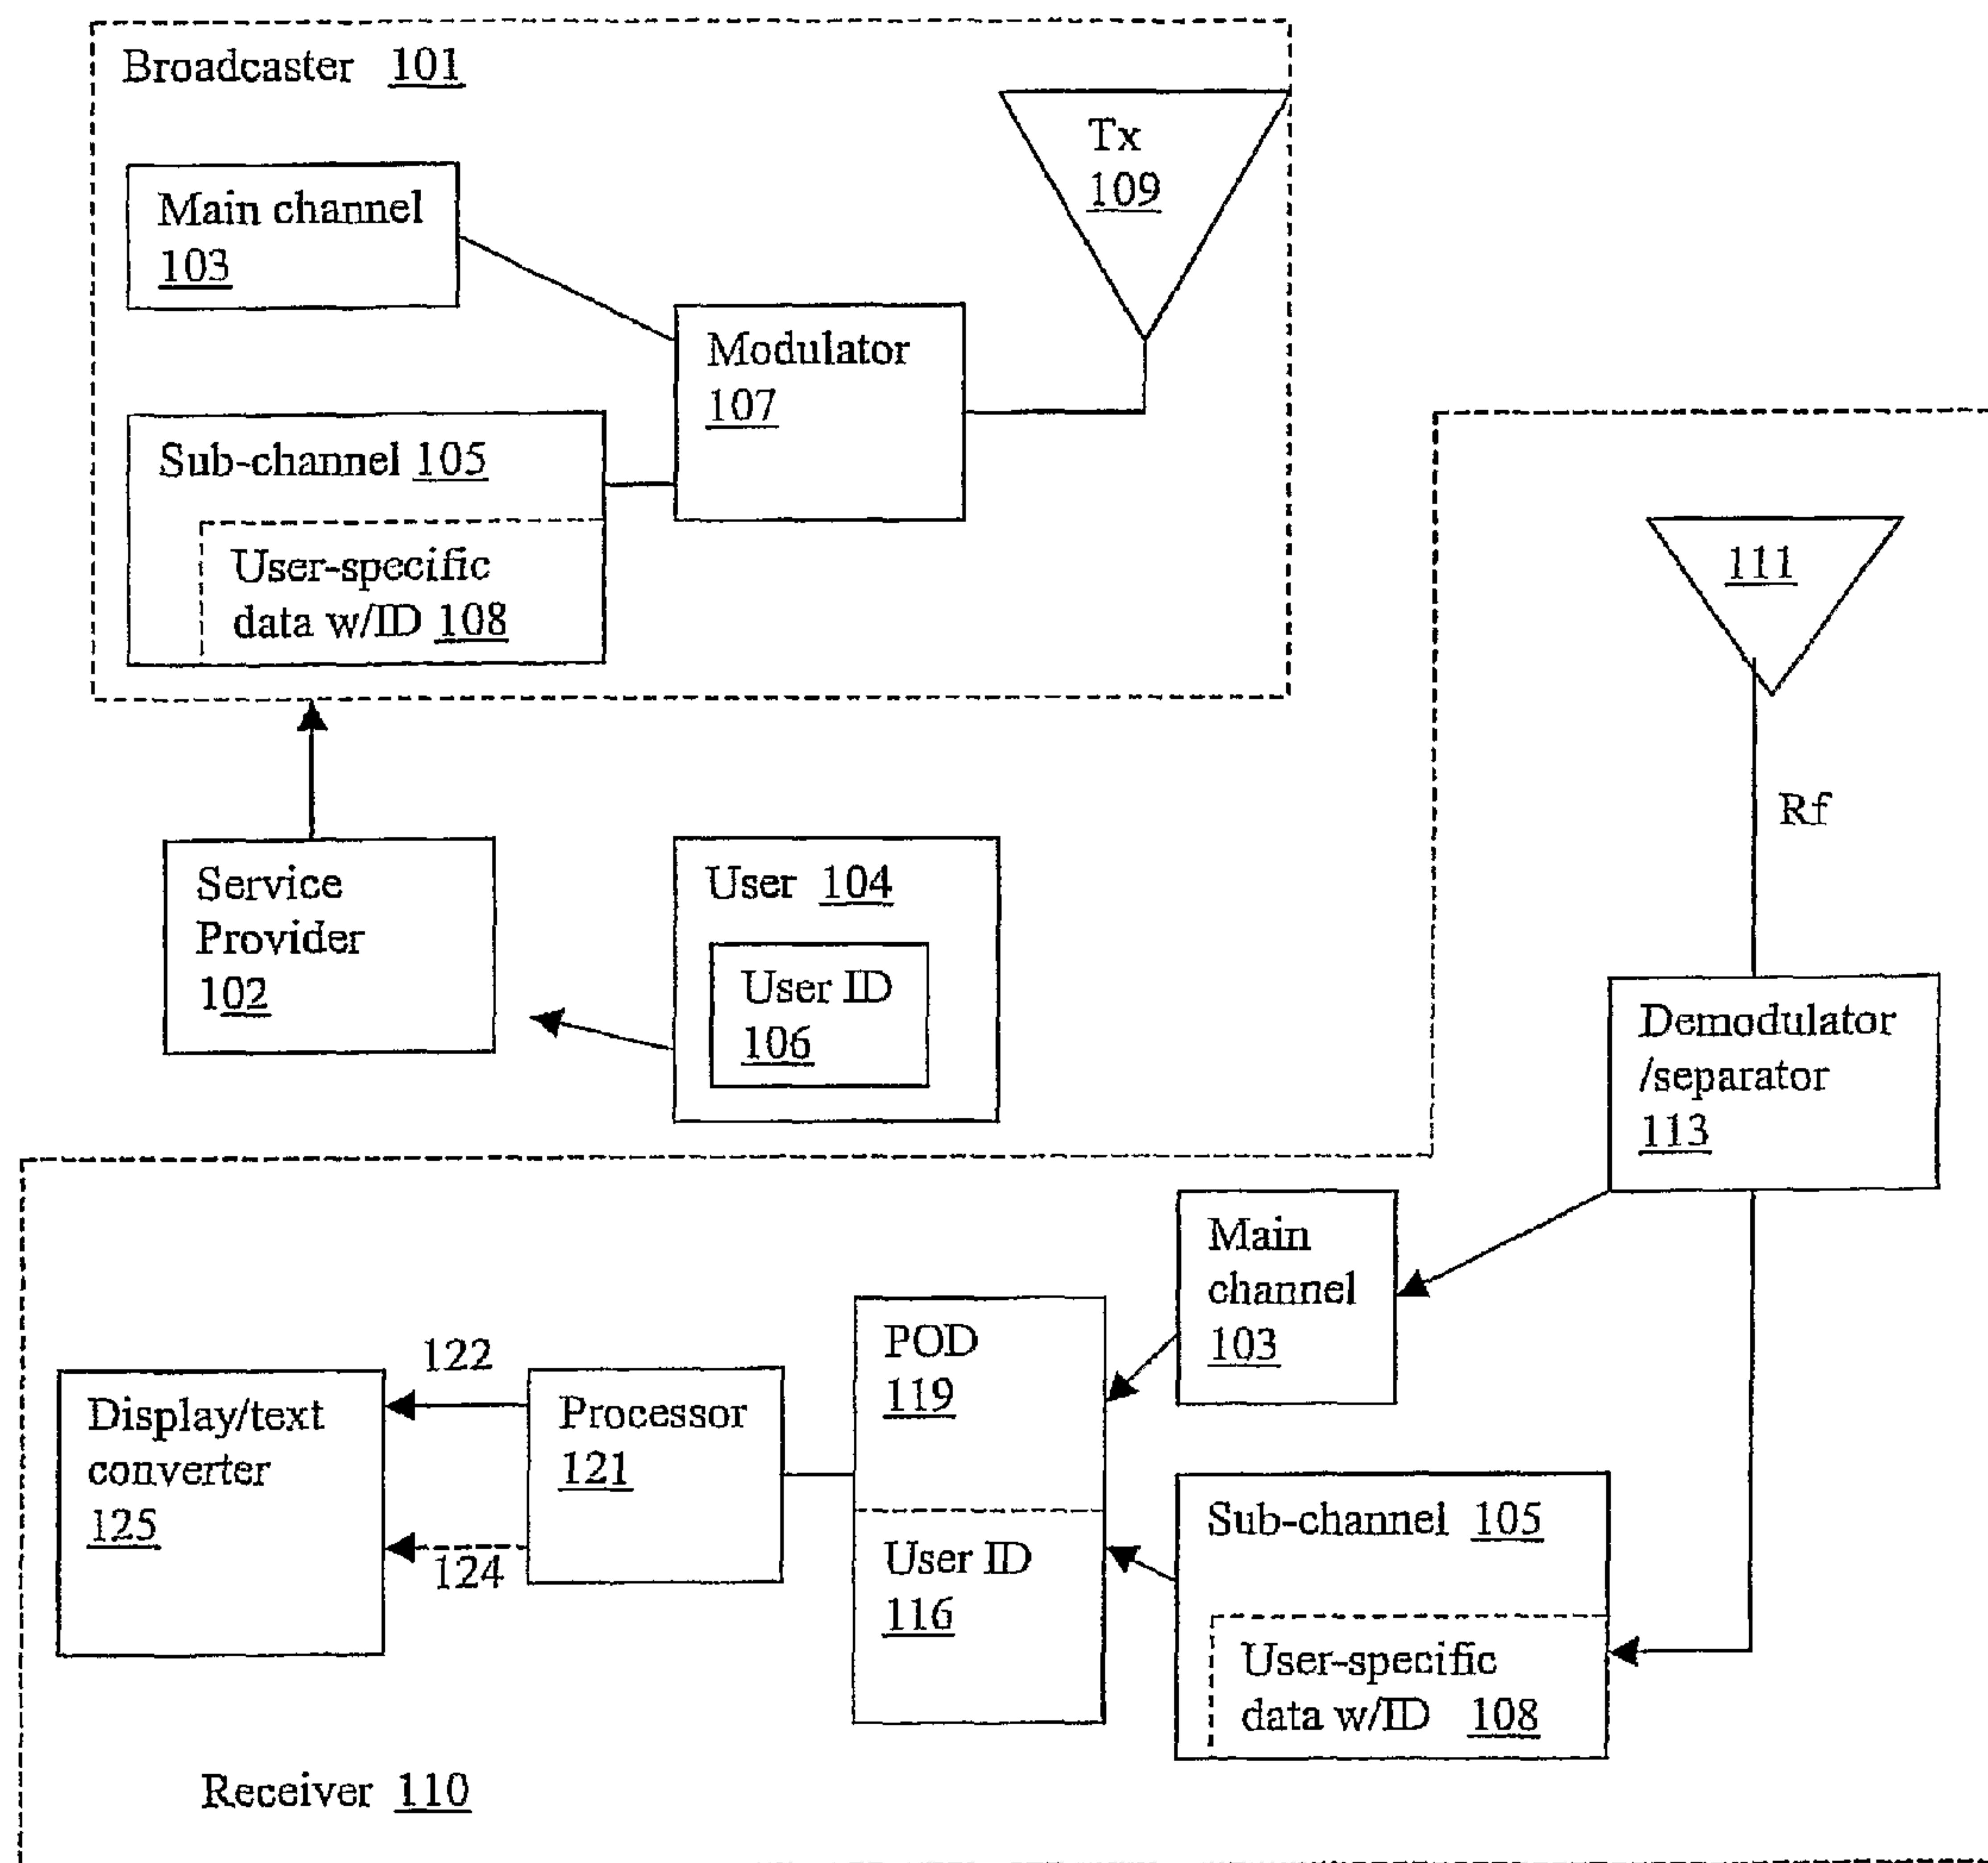 Broadcaster 101
Tx
109
Main channel
103
Modulator
107
Sub-channel 105
User-specific
data w/ID 108
111
Rf
Service
Provider
102
User 104
User ID
106
Demodulator
/separator
113
Main
channel
103
POD
119
User ID
116
122
Processor
121
124
Display/text
converter
125
Sub-channel 105
User-specific
data w/ID 108
Receiver 110